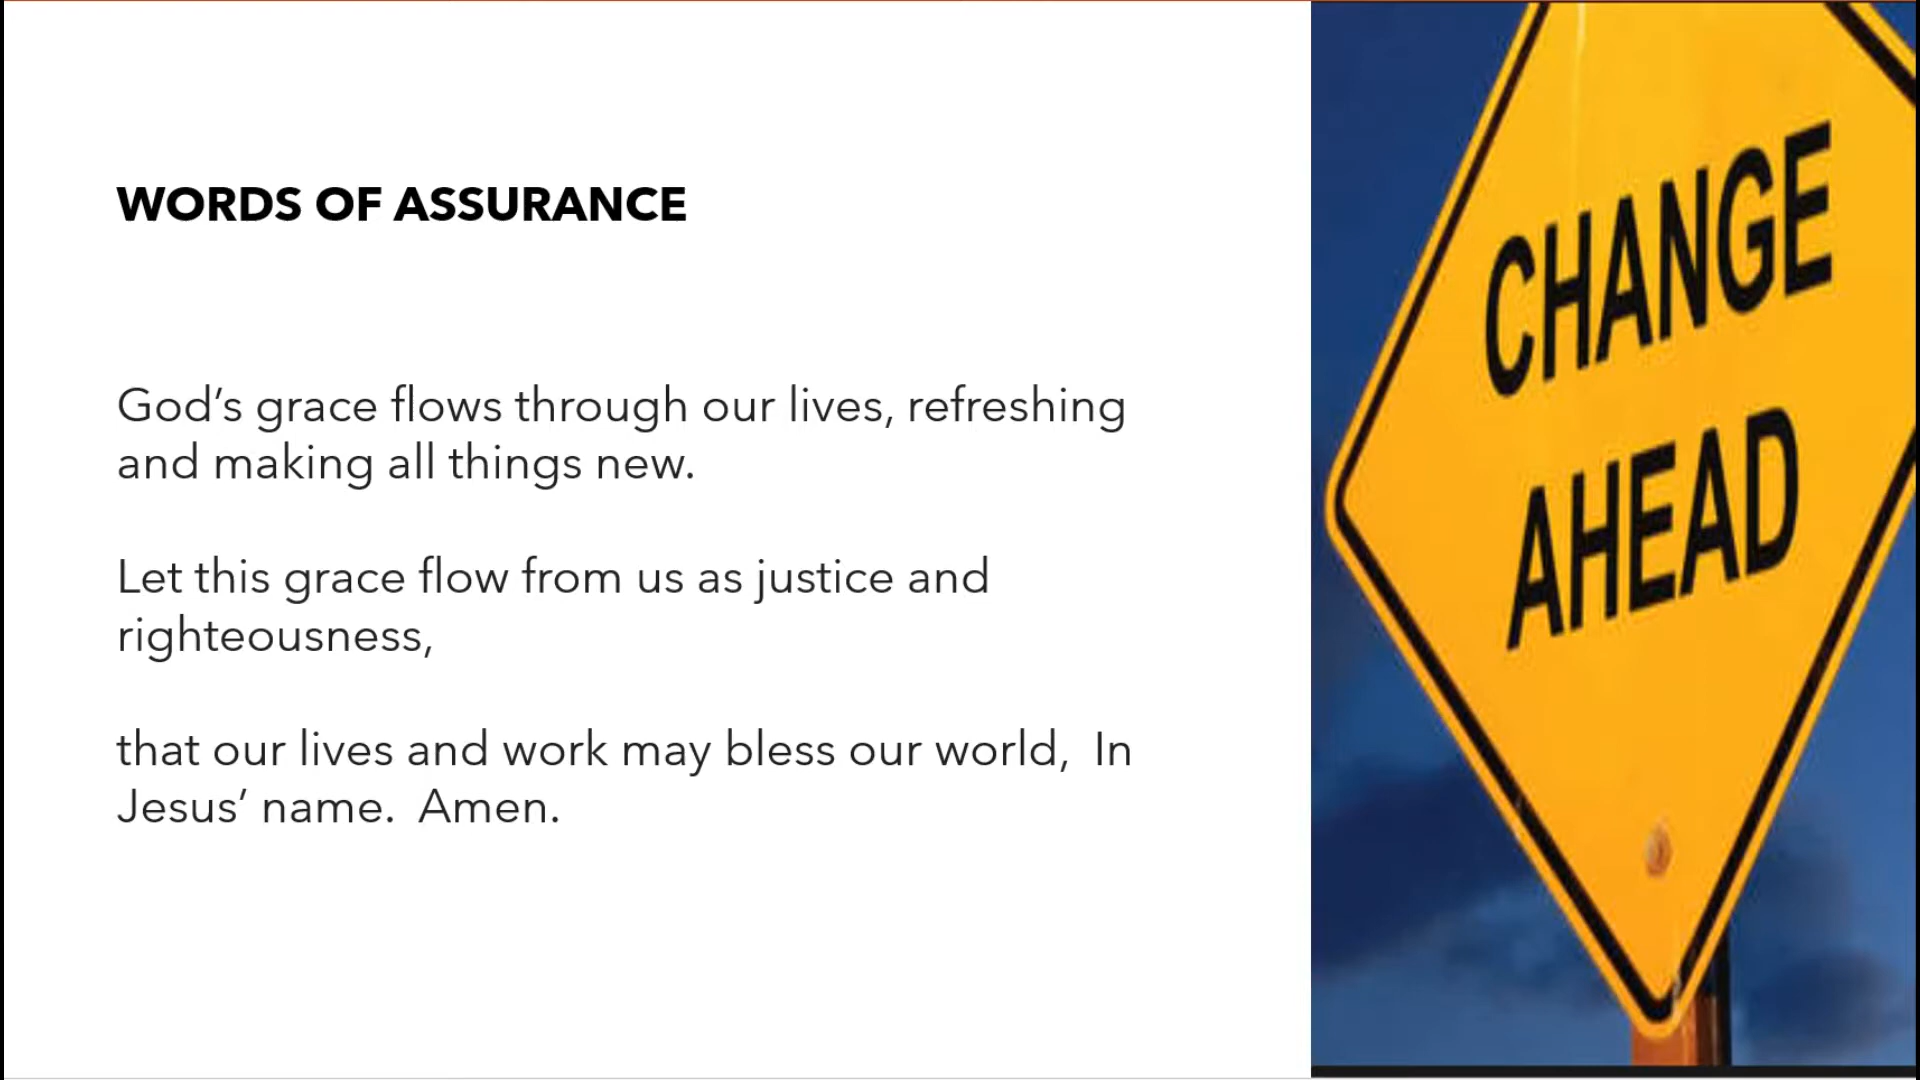 WORDS OF ASSURANCE
God’s grace flows through our lives, refreshing
and making all things new.
Let this grace flow from us as justice and
righteousness,
that our lives and work may bless our world,  In
Jesus’ name.  Amen.
CHANGE
AHEAD